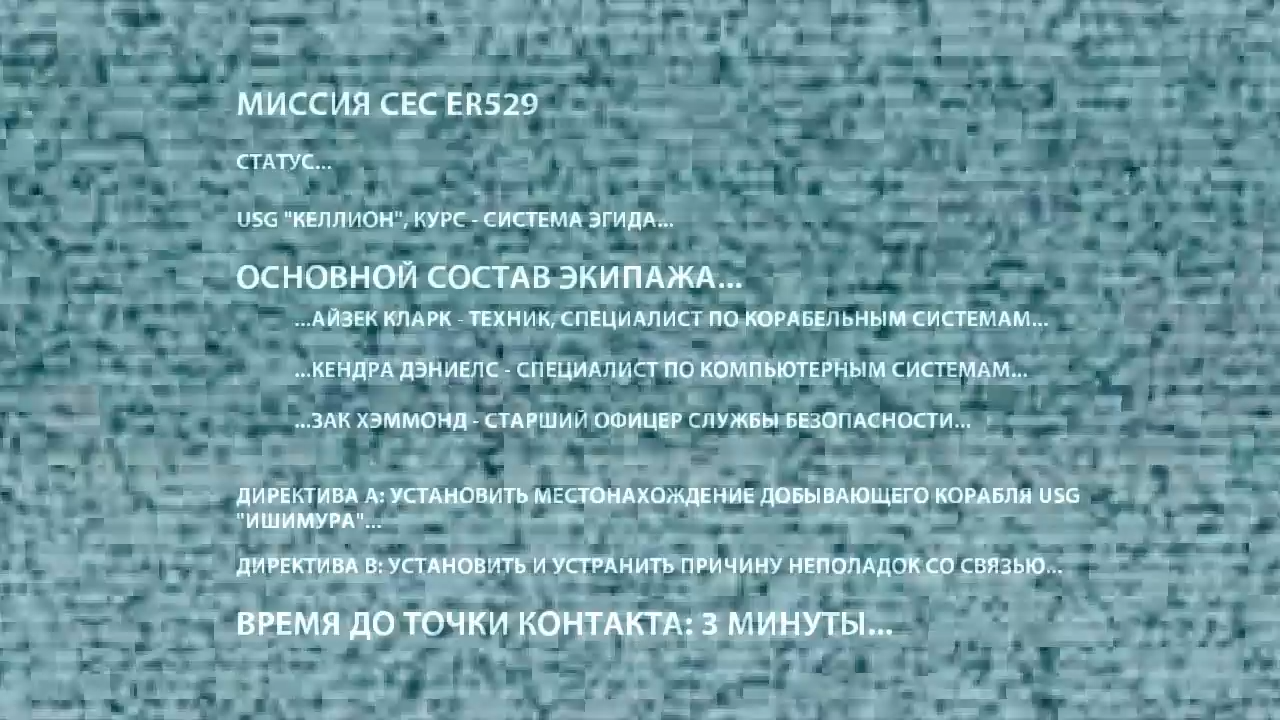 МИССИЯ CEC ER529
СТАТУС...
USG "КЕЛЛИОН", КУРС - СИСТЕМА ЭГИДА...
ОСНОВНОЙ СОСТАВ ЭКИПАЖА...
...АЙЗЕК КЛАРК - ТЕХНИК, СПЕЦИАЛИСТ ПО КОРАБЕЛЬНЫМ СИСТЕМАМ...
...КЕНДРА ДЭНИЕЛС - СПЕЦИАЛИСТ ПО КОМПЬЮТЕРНЫМ СИСТЕМАМ...
...ЗАК ХЭММОНД - СТАРШИЙ ОФИЦЕР СЛУЖБЫ БЕЗОПАСНОСТИ...
ДИРЕКТИВА А: УСТАНОВИТЬ МЕСТОНАХОЖДЕНИЕ ДОБЫВАЮЩЕГО КОРАБЛЯ USG
"ИШИМУРА"...
ДИРЕКТИВА В: УСТАНОВИТЬ И УСТРАНИТЬ ПРИЧИНУ НЕПОЛАДОК СО СВЯЗЬЮ...
ВРЕМЯ ДО ТОЧКИ КОНТАКТА: 3 МИНУТЫ...